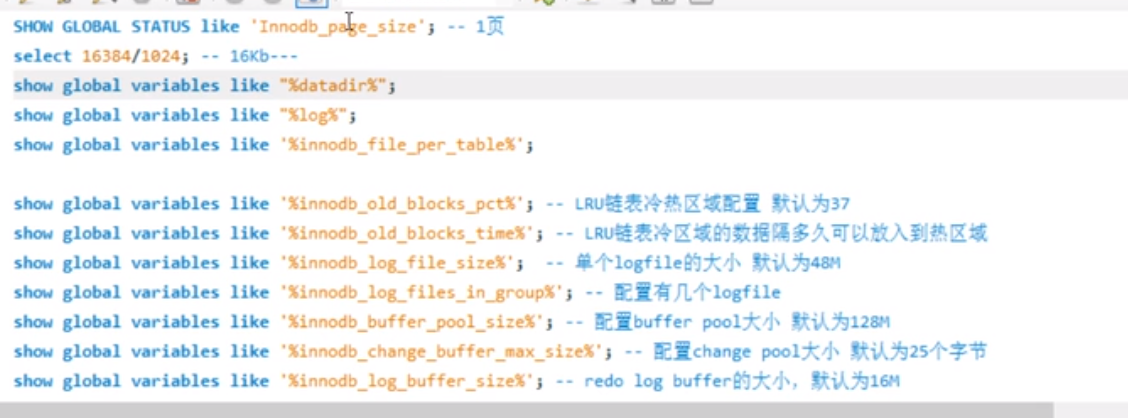 SHOW GLOBAL STATUS like 'Innodb_page_size'; -- 1页
select 16384/1024; -- 16Kb---
show global variables like "%datadir%";
show global variables like "%log%";
show global variables like '%innodb_file_per_table%';
show global variables like '%innodb_old_blocks_pct%'; -- LRU链表冷热区域配置 默认为37
show global variables like '%innodb_old_blocks_time%'; -- LRU链表冷区域的数据隔多久可以放入到热区域
show global variables like '%innodb_log_file_size%'; -- 单个logfile的大小 默认为48M
show global variables like '%innodb_log_files_in_group%'; -- 配置有几个logfile
show global variables like '%innodb_buffer_pool_size%'; -- 配置buffer pool大小 默认为128M
show global variables like '%innodb_change_buffer_max_size%'; -- 配置change pool大小 默认为25个字节
show global variables like '%innodb_log_buffer_size%'; -- redo log buffer的大小，默认为16M